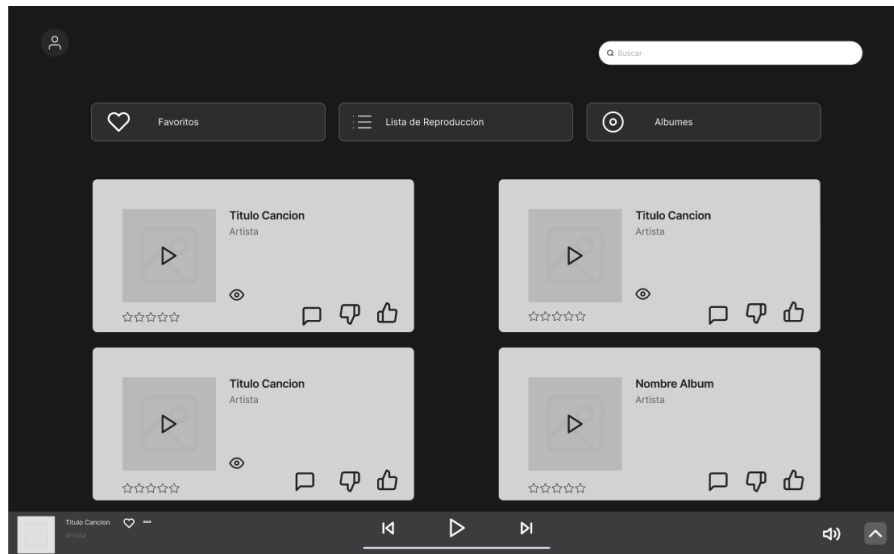 Buscar
Favoritos
Lista de Reproduccion
Albumes
Titulo Cancion
Artista
Titulo Cancion
Artista
Titulo Cancion
Artista
Nombre Album
Artista
Titulo Cancion
Artista